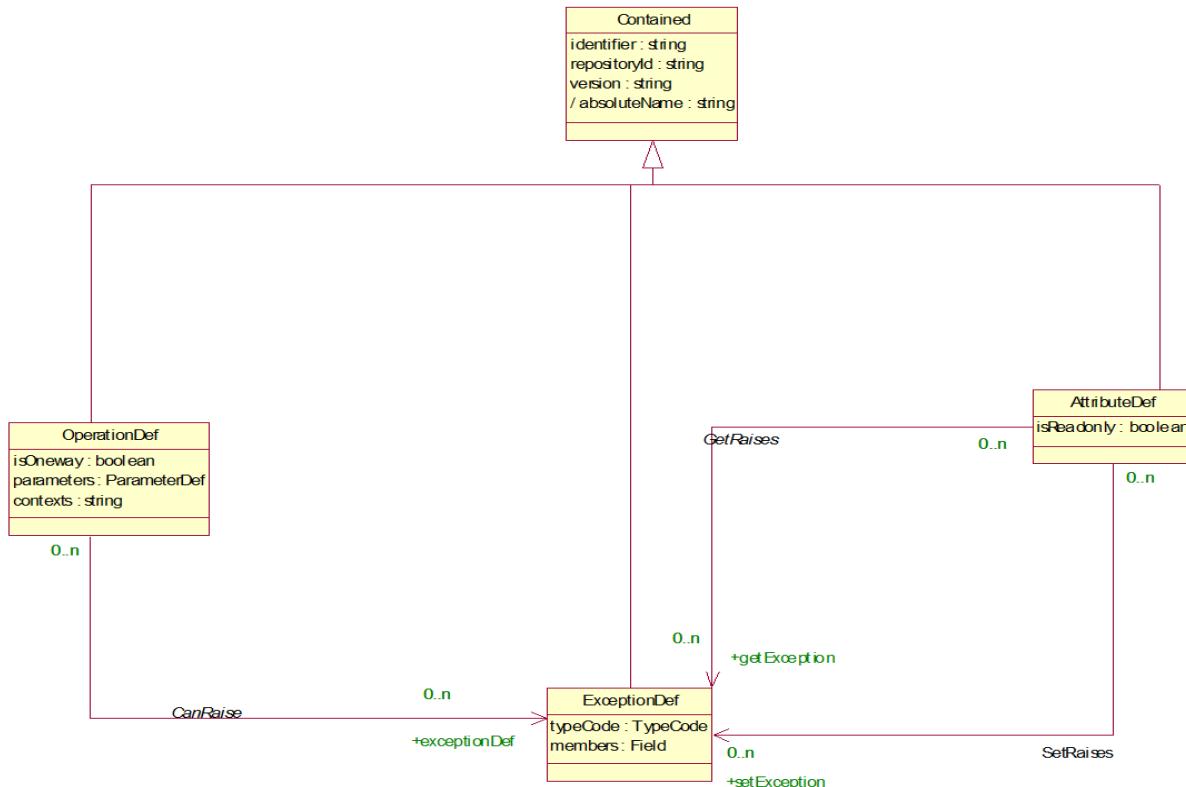 Contained
identifier : string
repositoryId : string
version : string
/ absoluteName : string
AttributeDef
isReadonly : boolean
OperationDef
isOneway : boolean
parameters : ParameterDef
contexts : string
GetRaises
0..n
0..n
0..n
0..n
+getException
0..n
CanRaise
+exceptionDef
ExceptionDef
typeCode : TypeCode
members : Field
0..n
SetRaises
+setException